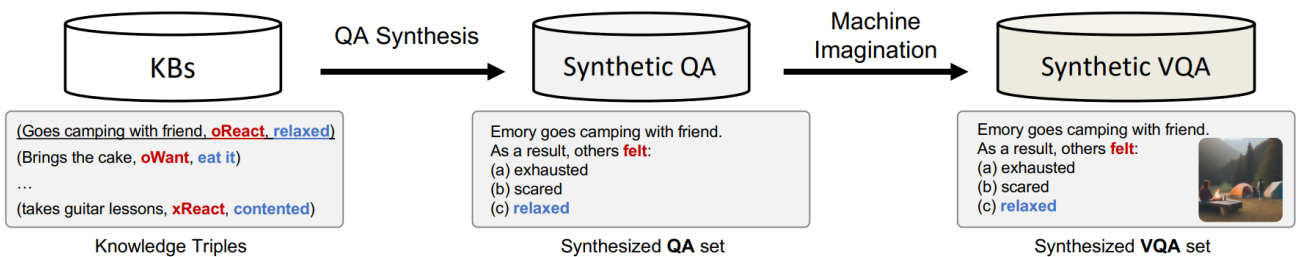 KBs
QA Synthesis
Synthetic QA
Machine
Imagination
Synthetic VQA
(Goes camping with friend, oReact, relaxed)
(Brings the cake, oWant, eat it)
…
(takes guitar lessons, xReact, contented)
Knowledge Triples
Emory goes camping with friend.
As a result, others felt:
(a) exhausted
(b) scared
(c) relaxed
Synthesized QA set
Emory goes camping with friend.
As a result, others felt:
(a) exhausted
(b) scared
(c) relaxed
Synthesized VQA set